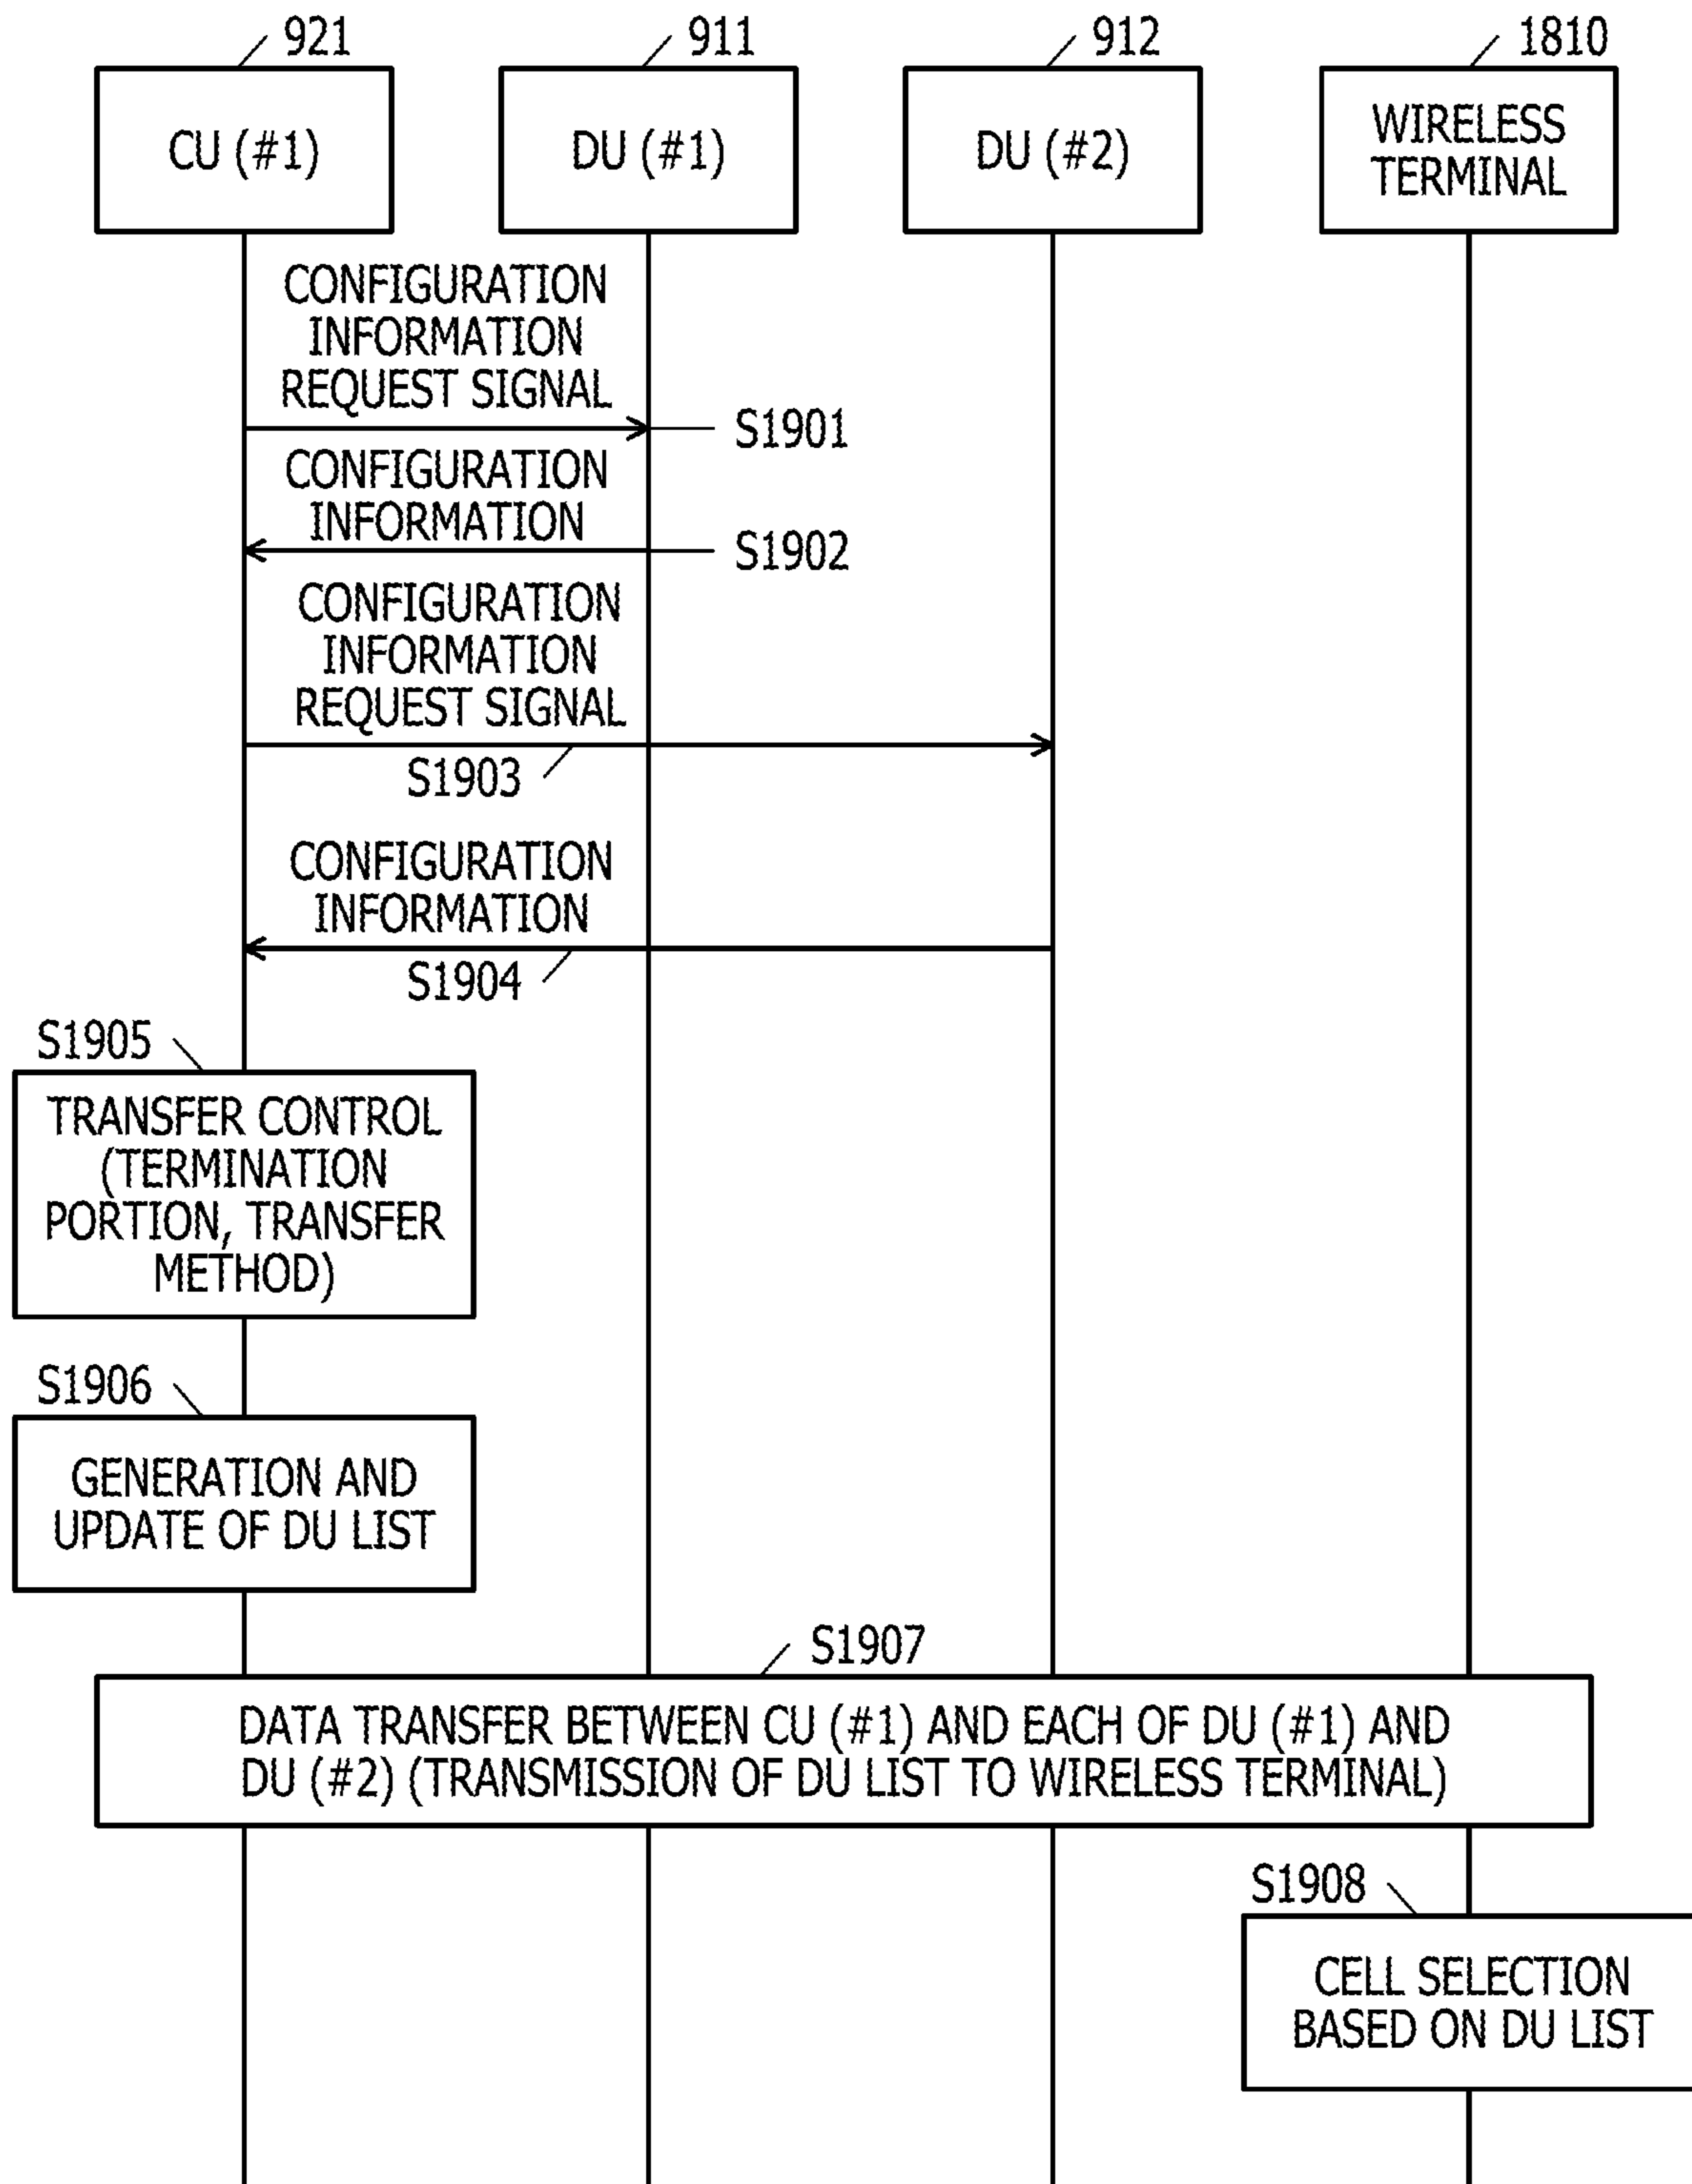 921
911
912
1810
CU (#1)
DU (#1)
DU (#2)
WIRELESS
TERMINAL
CONFIGURATION
INFORMATION
REQUEST SIGNAL
S1901
CONFIGURATION
INFORMATION
S1902
CONFIGURATION
INFORMATION
REQUEST SIGNAL
S1903
CONFIGURATION
INFORMATION
S1904
S1905
TRANSFER CONTROL
(TERMINATION
PORTION, TRANSFER
METHOD)
S1906
GENERATION AND
UPDATE OF DU LIST
S1907
DATA TRANSFER BETWEEN CU (#1) AND EACH OF DU (#1) AND
DU (#2) (TRANSMISSION OF DU LIST TO WIRELESS TERMINAL)
S1908
CELL SELECTION
BASED ON DU LIST